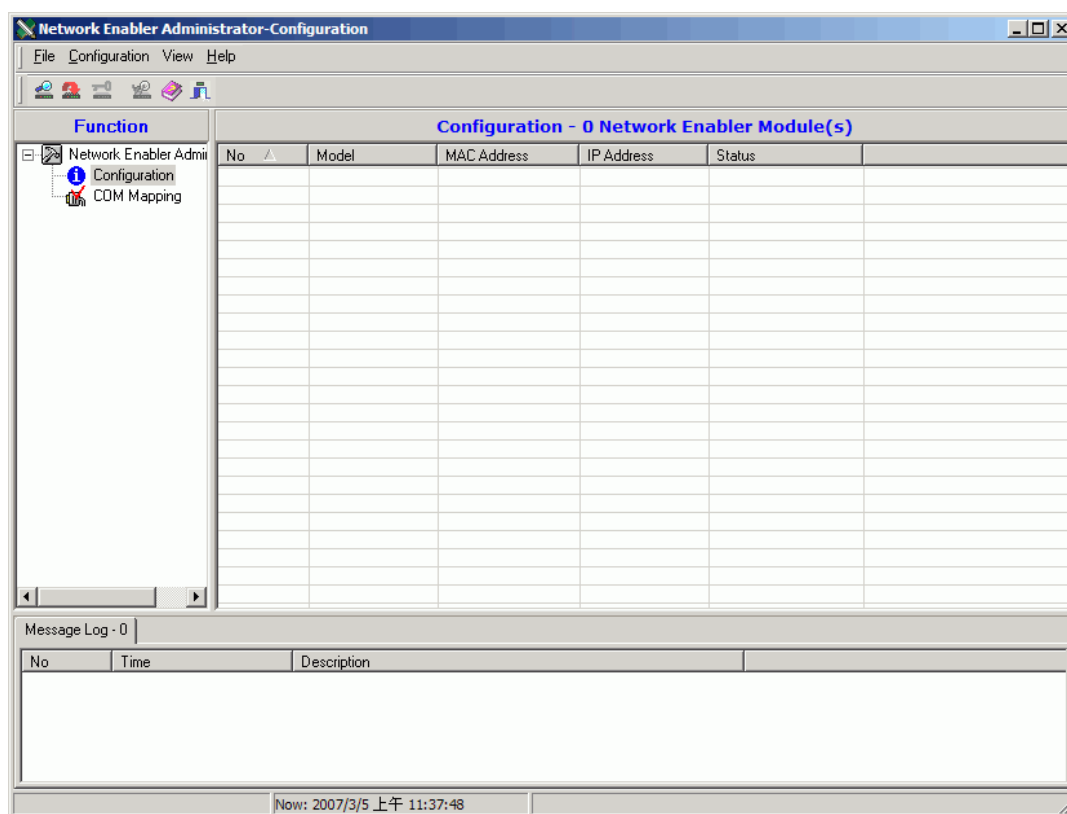 Network Enabler Administrator-Configuration
File Configuration View Help
Function
Configuration - 0 Network Enabler Module(s)
Network Enabler Admi
Configuration
COM Mapping
No Model MAC Address IP Address Status
Message Log - 0
No Time Description
Now: 2007/3/5 上午 11:37:48